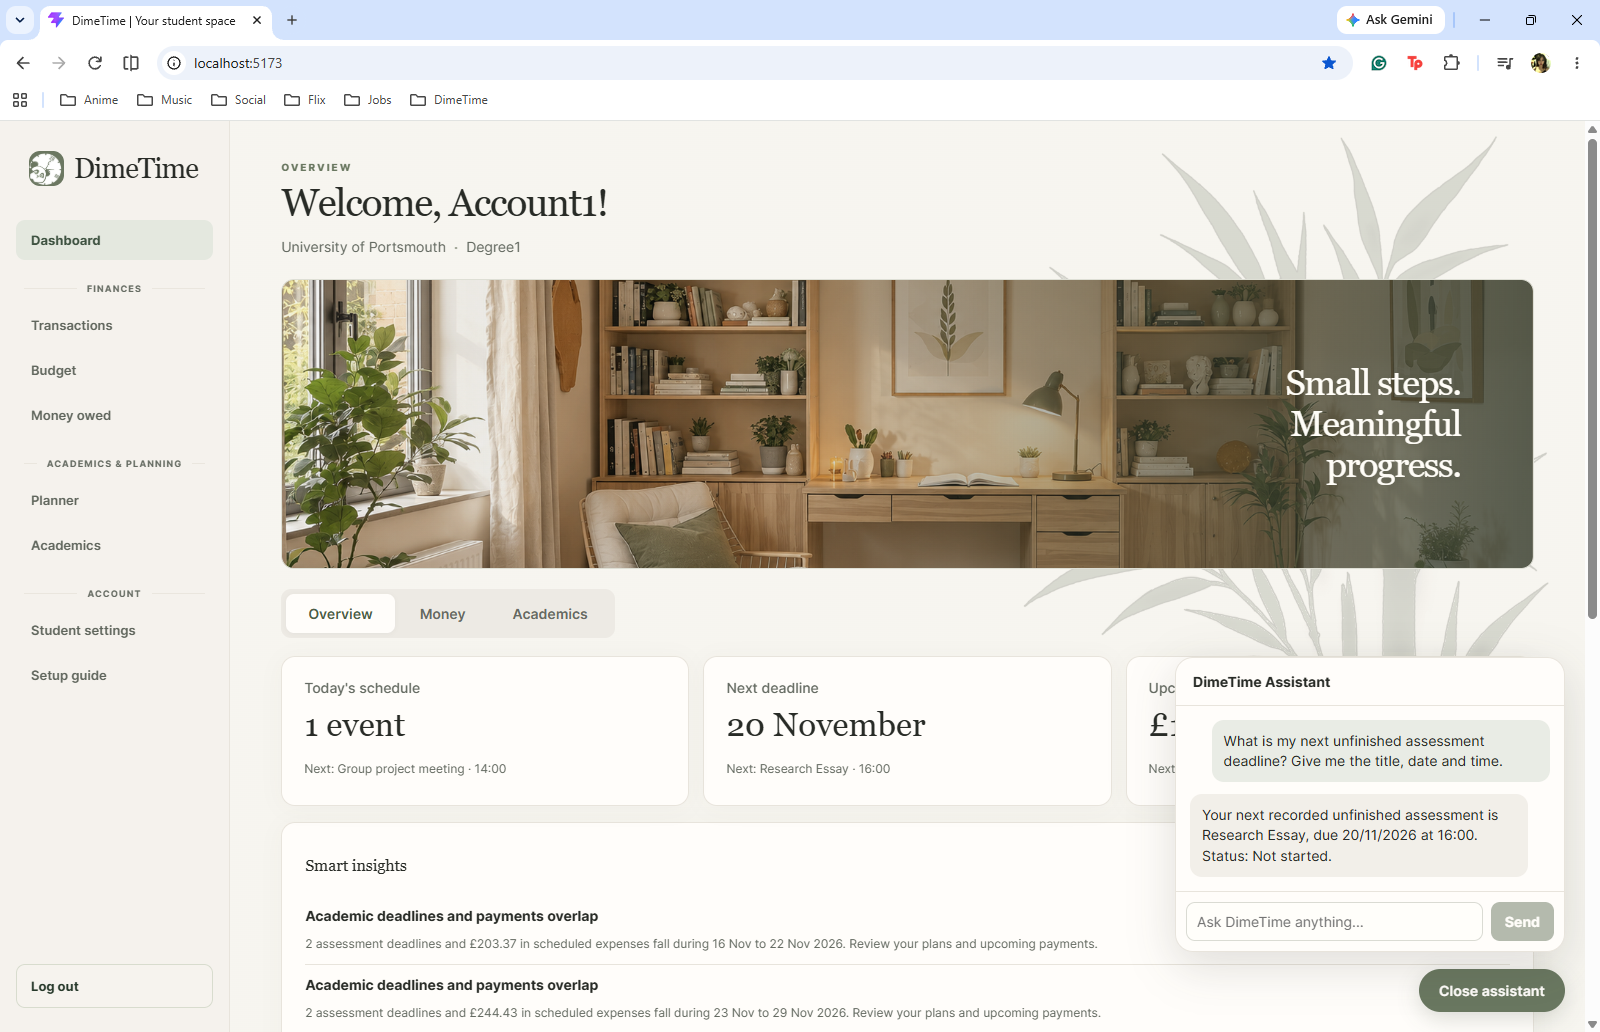 DimeTime | Your student space
Ask Gemini
localhost:5173
Anime
Music
Social
Flix
Jobs
DimeTime
DimeTime
Dashboard
FINANCES
Transactions
Budget
Money owed
ACADEMICS & PLANNING
Planner
Academics
ACCOUNT
Student settings
Setup guide
Log out
OVERVIEW
Welcome, Account1!
University of Portsmouth · Degree1
Small steps.
Meaningful
progress.
Overview
Money
Academics
Today's schedule
1 event
Next: Group project meeting · 14:00
Next deadline
20 November
Next: Research Essay · 16:00
Upc
Next
Smart insights
Academic deadlines and payments overlap
2 assessment deadlines and £203.37 in scheduled expenses fall during 16 Nov to 22 Nov 2026. Review your plans and upcoming payments.
Academic deadlines and payments overlap
2 assessment deadlines and £244.43 in scheduled expenses fall during 23 Nov to 29 Nov 2026. Review your plans and upcoming payments.
DimeTime Assistant
What is my next unfinished assessment
deadline? Give me the title, date and time.
Your next recorded unfinished assessment is
Research Essay, due 20/11/2026 at 16:00.
Status: Not started.
Ask DimeTime anything...
Send
Close assistant